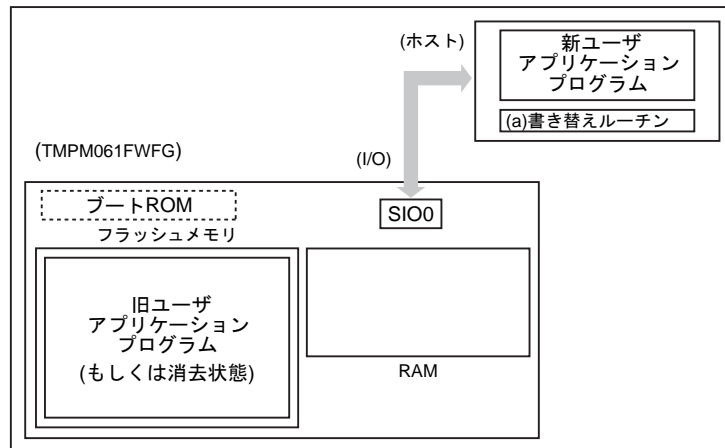 (ホスト)
新ユーザ
アプリケーション
プログラム
(a)書き替えルーチン
(TMPM061FWFG)
(I/O)
ブートROM
SIO0
フラッシュメモリ
旧ユーザ
アプリケーション
プログラム
(もしくは消去状態)
RAM